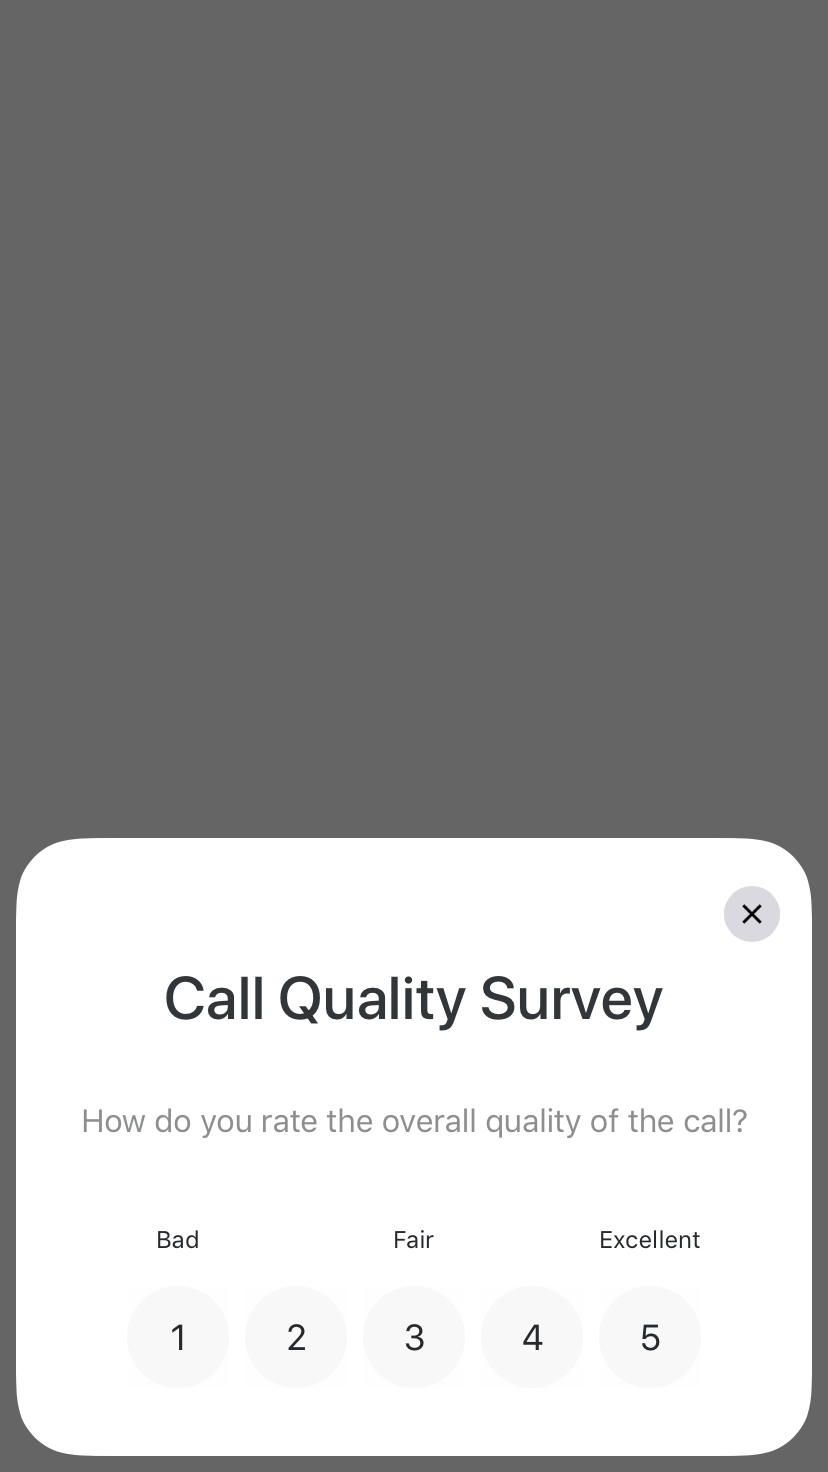 Call Quality Survey
How do you rate the overall quality of the call?
Bad Fair Excellent
1 2 3 4 5